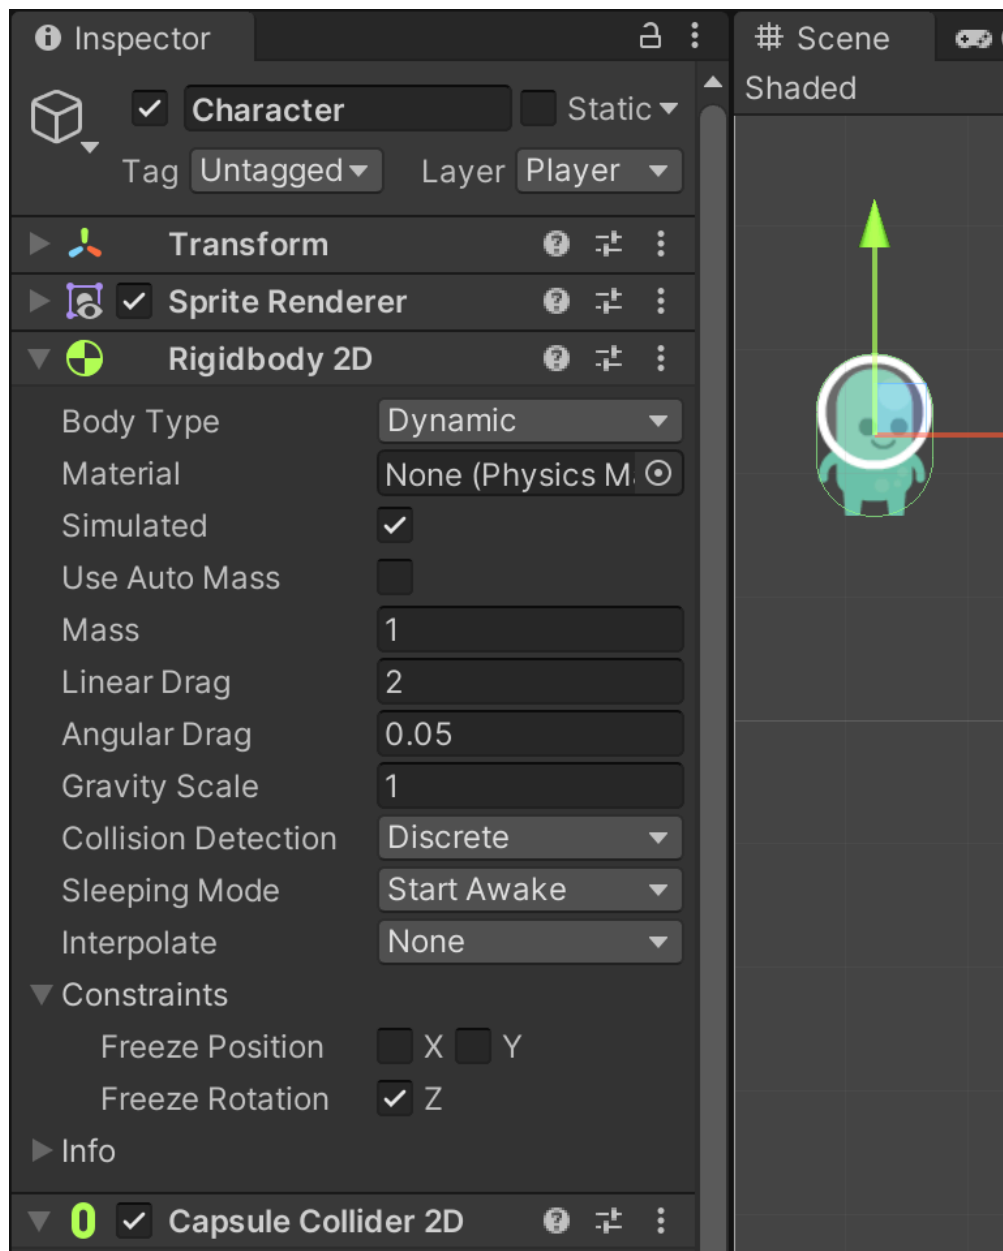 Inspector
Character
Static
Tag Untagged Layer Player
Transform
Sprite Renderer
Rigidbody 2D
Body Type Dynamic
Material None (Physics M
Simulated
Use Auto Mass
Mass 1
Linear Drag 2
Angular Drag 0.05
Gravity Scale 1
Collision Detection Discrete
Sleeping Mode Start Awake
Interpolate None
Constraints
Freeze Position X Y
Freeze Rotation Z
Info
Capsule Collider 2D
Scene
Shaded